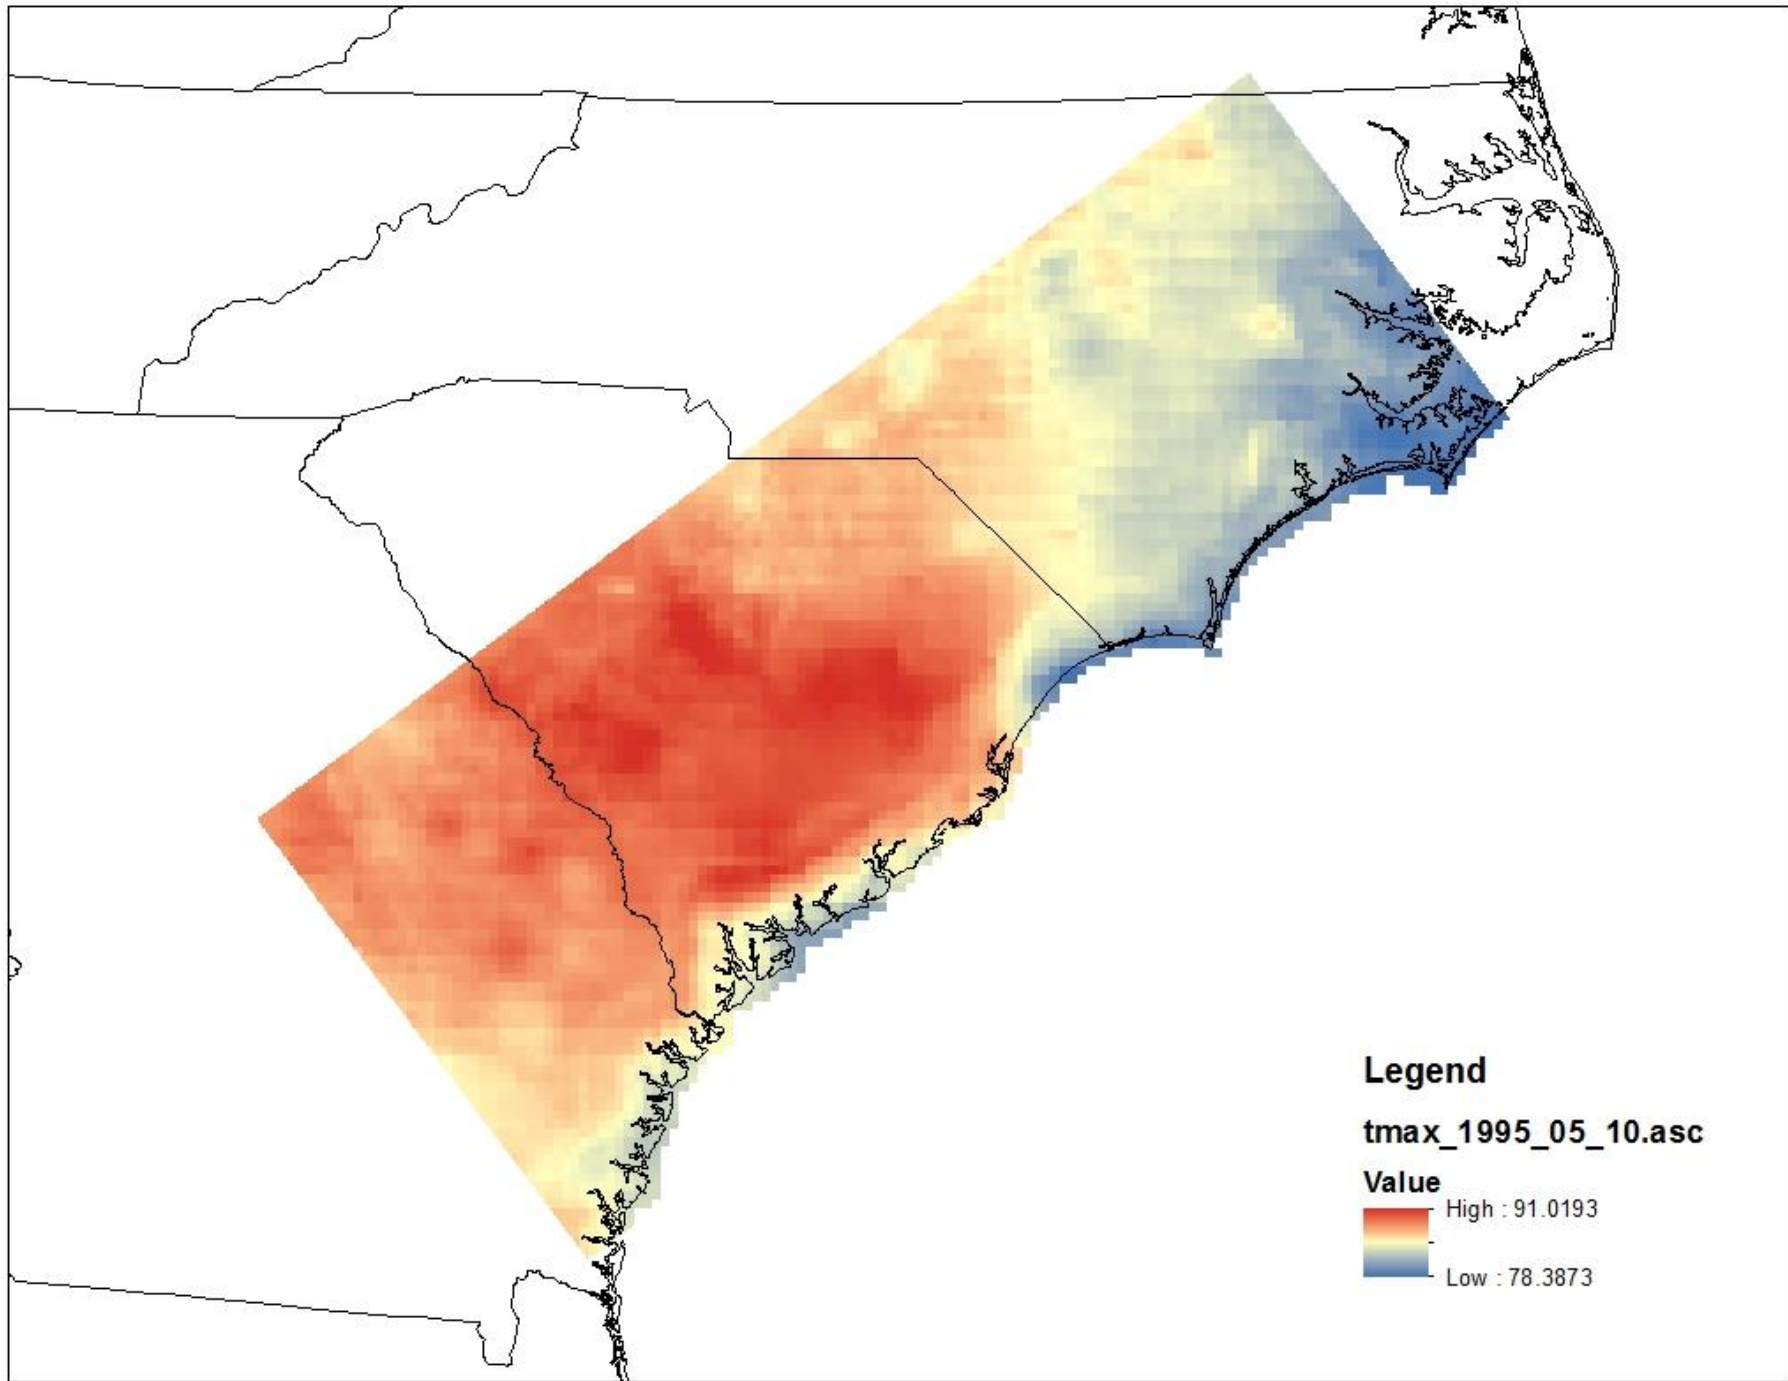 Legend
tmax_1995_05_10.asc
Value
High : 91.0193
Low : 78.3873